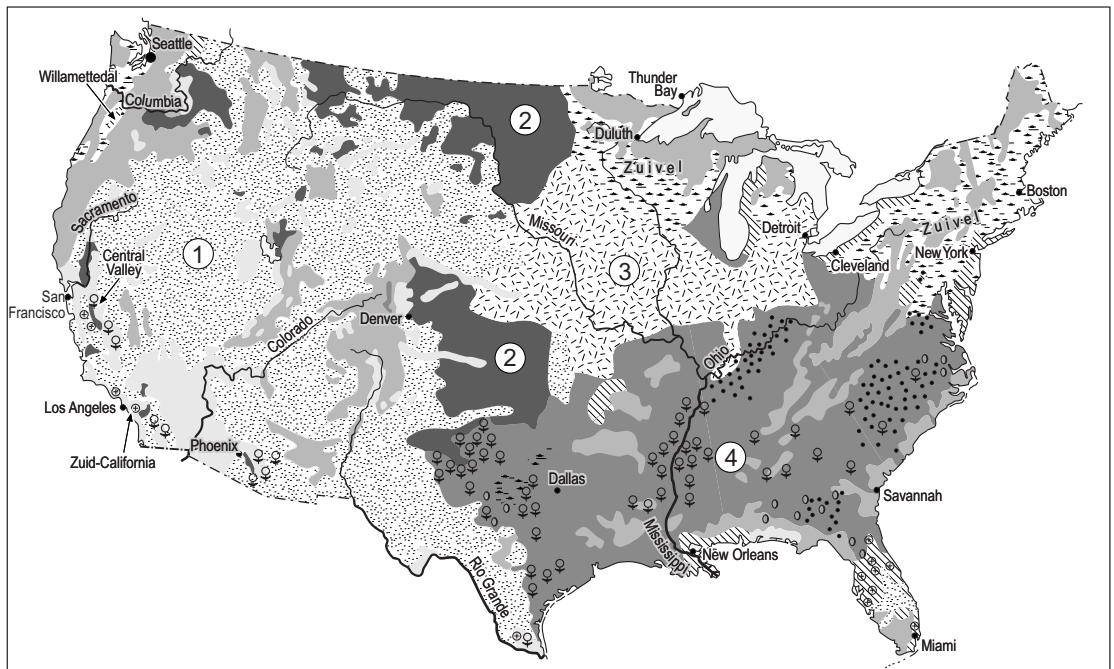 Seattle
Willamettedal
Columbia
Thunder
Bay
2
Duluth
Zuivel
Sacramento
Missouri
Boston
Detroit
Zuivel
1
Central
Valley
3
Cleveland
New York
San
Francisco
Colorado
Denver
2
Ohio
Los Angeles
Zuid-California
Phoenix
4
Dallas
Savannah
Mississippi
New Orleans
Rio Grande
Miami